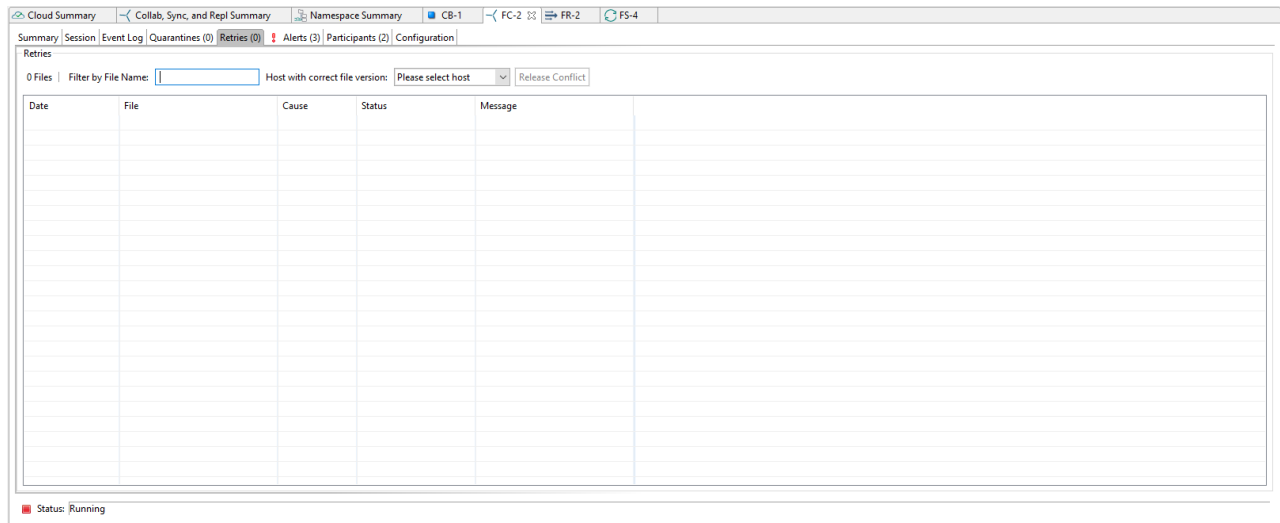 Cloud Summary Collab, Sync, and Repl Summary Namespace Summary CB-1 FC-2 FR-2 FS-4
Summary Session Event Log Quarantines (0) Retries (0) Alerts (3) Participants (2) Configuration
Retries
0 Files Filter by File Name: Host with correct file version: Please select host Release Conflict
Date File Cause Status Message
Status: Running